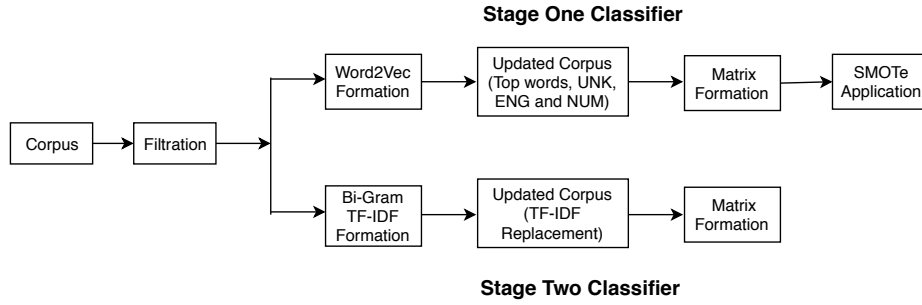 Stage One Classifier
Word2Vec
Formation
Updated Corpus
(Top words, UNK,
ENG and NUM)
Matrix
Formation
SMOTe
Application
Corpus
Filtration
Bi-Gram
TF-IDF
Formation
Updated Corpus
(TF-IDF
Replacement)
Matrix
Formation
Stage Two Classifier